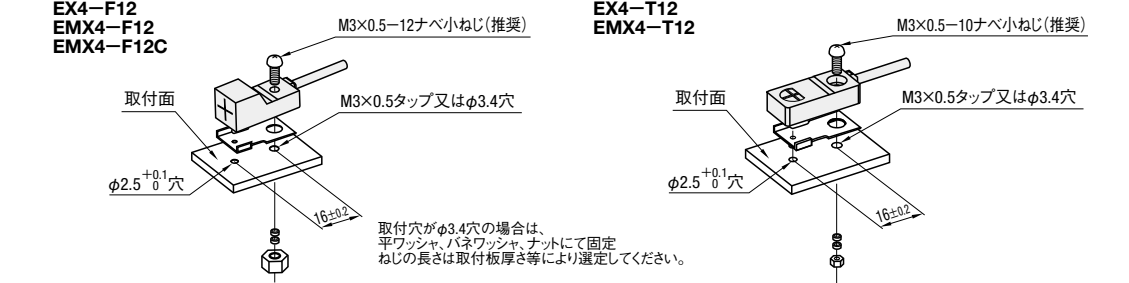 EX4－F12
EMX4－F12
EMX4－F12C
M3×0.5－12ナベ小ねじ（推奨）
取付面
M3×0.5タップ又はφ3.4穴
φ2.5 +0.1 0 穴
16±0.2
取付穴がφ3.4穴の場合は、
平ワッシャ、バネワッシャ、ナットにて固定
ねじの長さは取付板厚さ等により選定してください。
EX4－T12
EMX4－T12
M3×0.5－10ナベ小ねじ（推奨）
取付面
M3×0.5タップ又はφ3.4穴
φ2.5 +0.1 0 穴
16±0.2